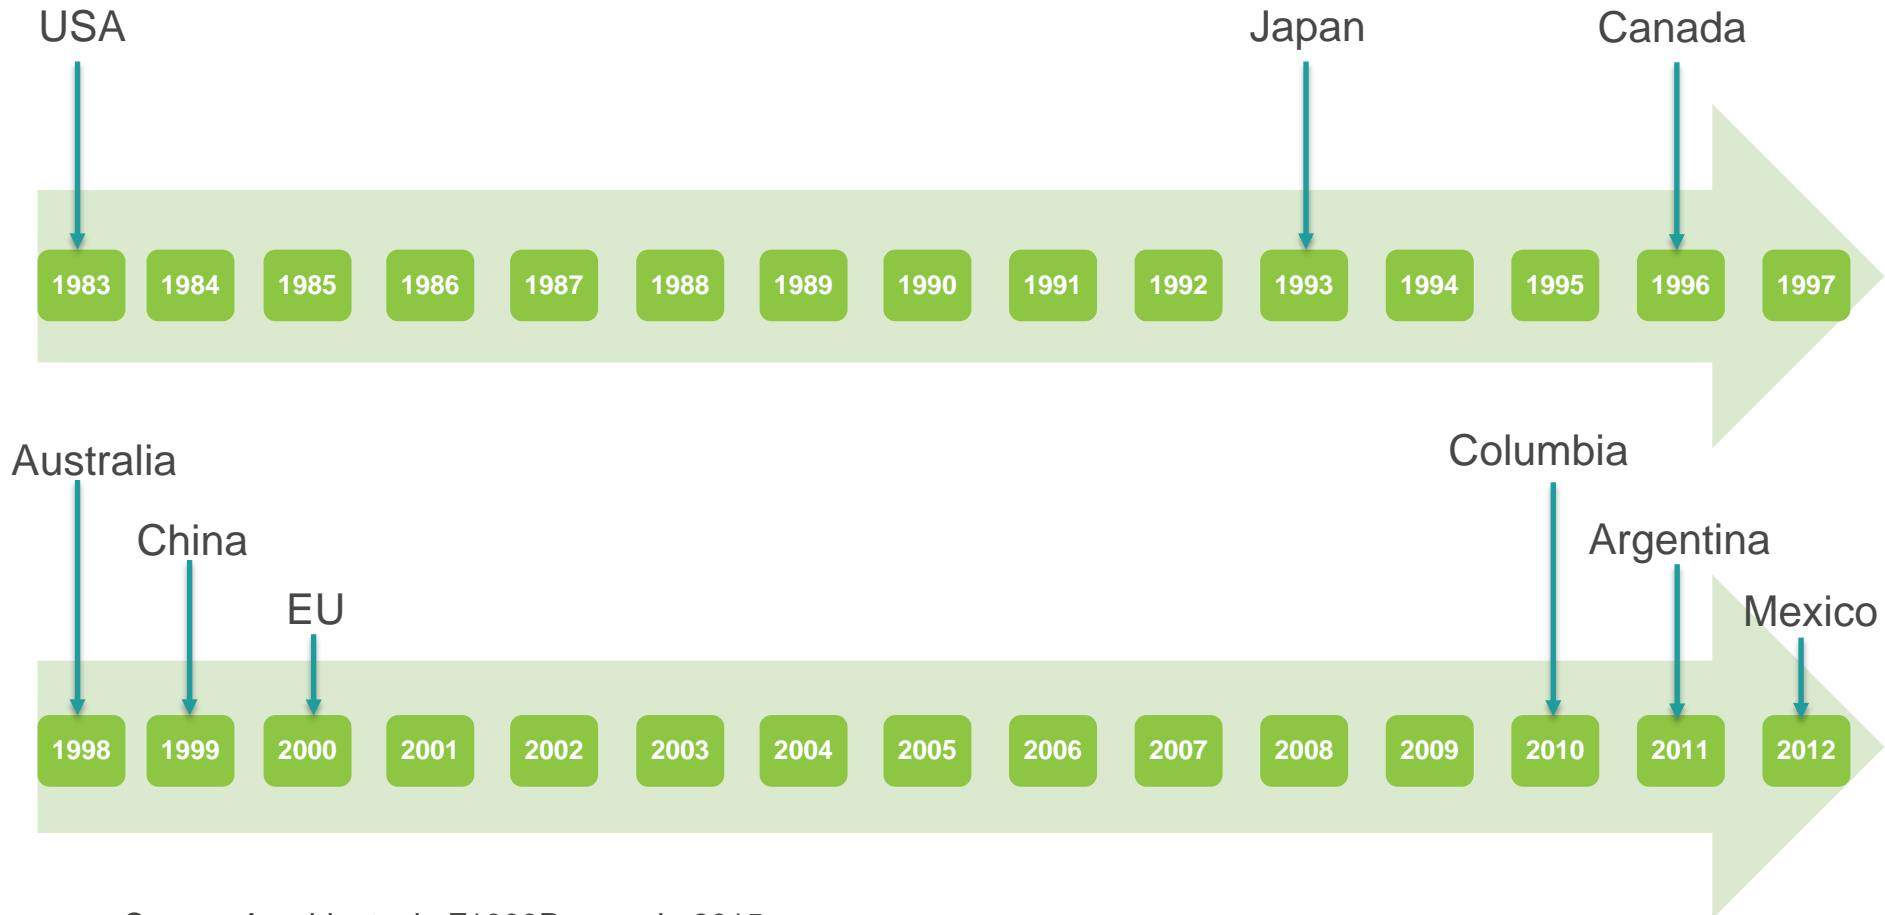 USA Japan Canada
1983 1984 1985 1986 1987 1988 1989 1990 1991 1992 1993 1994 1995 1996 1997
Australia Columbia
China Argentina
EU Mexico
1998 1999 2000 2001 2002 2003 2004 2005 2006 2007 2008 2009 2010 2011 2012